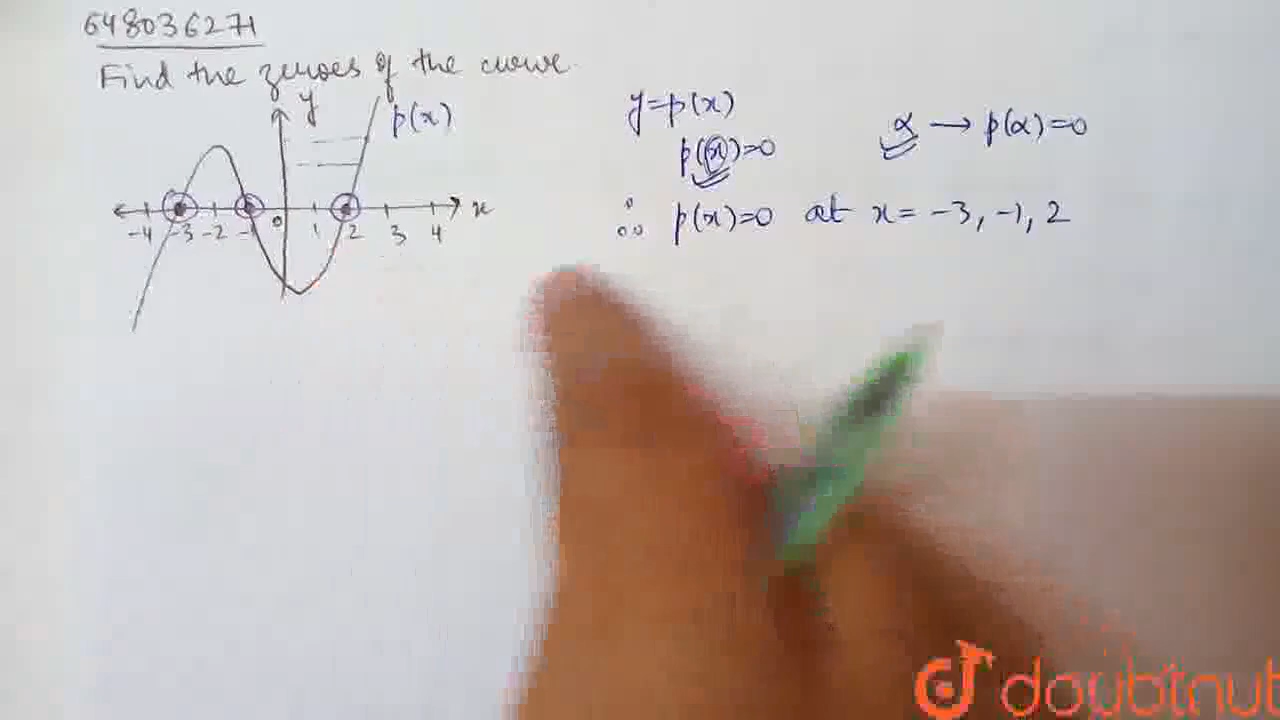 648036271
Find the zeroes of the curve.
y
p(x)
x
-4 -3 -2 -1 0 1 2 3 4
y=p(x)
p(x)=0
α → p(α)=0
∴ p(x)=0 at x = -3, -1, 2
doubtnut